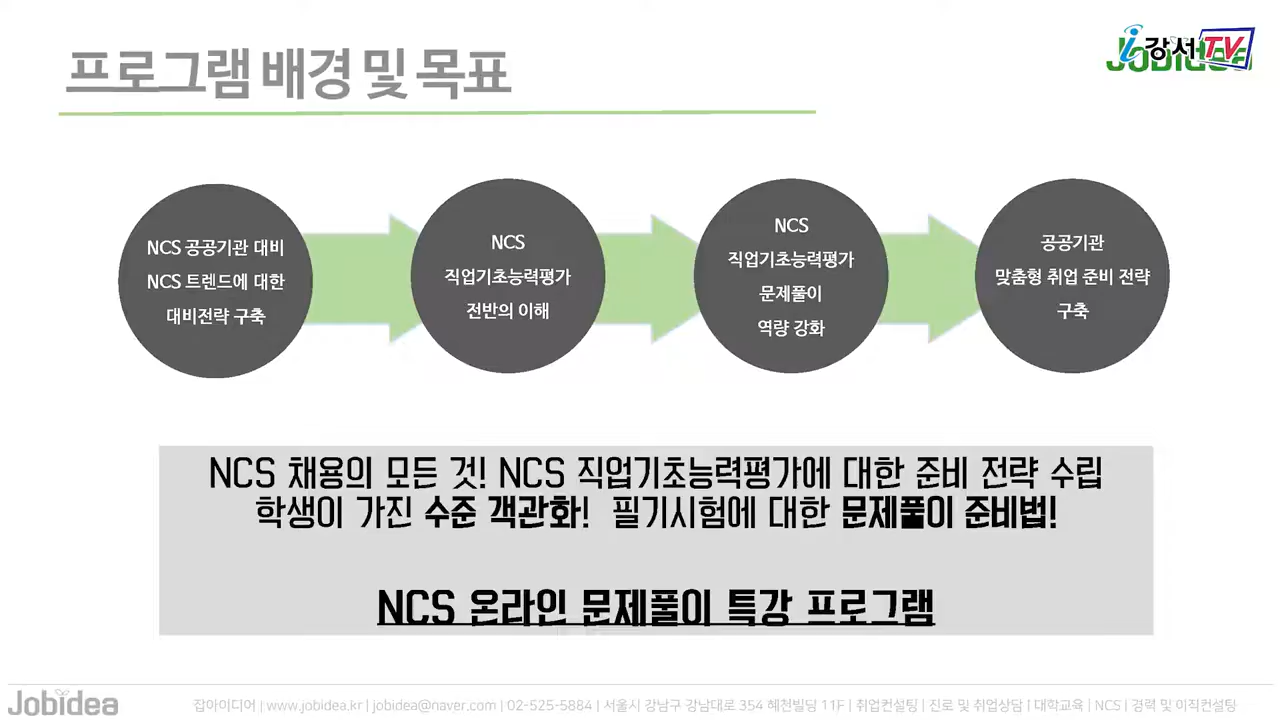 프로그램 배경 및 목표
i강서TV
Jobidea
NCS 공공기관 대비
NCS 트렌드에 대한
대비전략 구축
NCS
직업기초능력평가
전반의 이해
NCS
직업기초능력평가
문제풀이
역량 강화
공공기관
맞춤형 취업 준비 전략
구축
NCS 채용의 모든 것! NCS 직업기초능력평가에 대한 준비 전략 수립
학생이 가진 수준 객관화! 필기시험에 대한 문제풀이 준비법!
NCS 온라인 문제풀이 특강 프로그램
Jobidea
잡아이디어 | www.jobidea.kr | jobidea@naver.com | 02-525-5884 | 서울시 강남구 강남대로 354 혜천빌딩 11F | 취업컨설팅 | 진로 및 취업상담 I 대학교육 | NCS | 경력 및 이직컨설팅